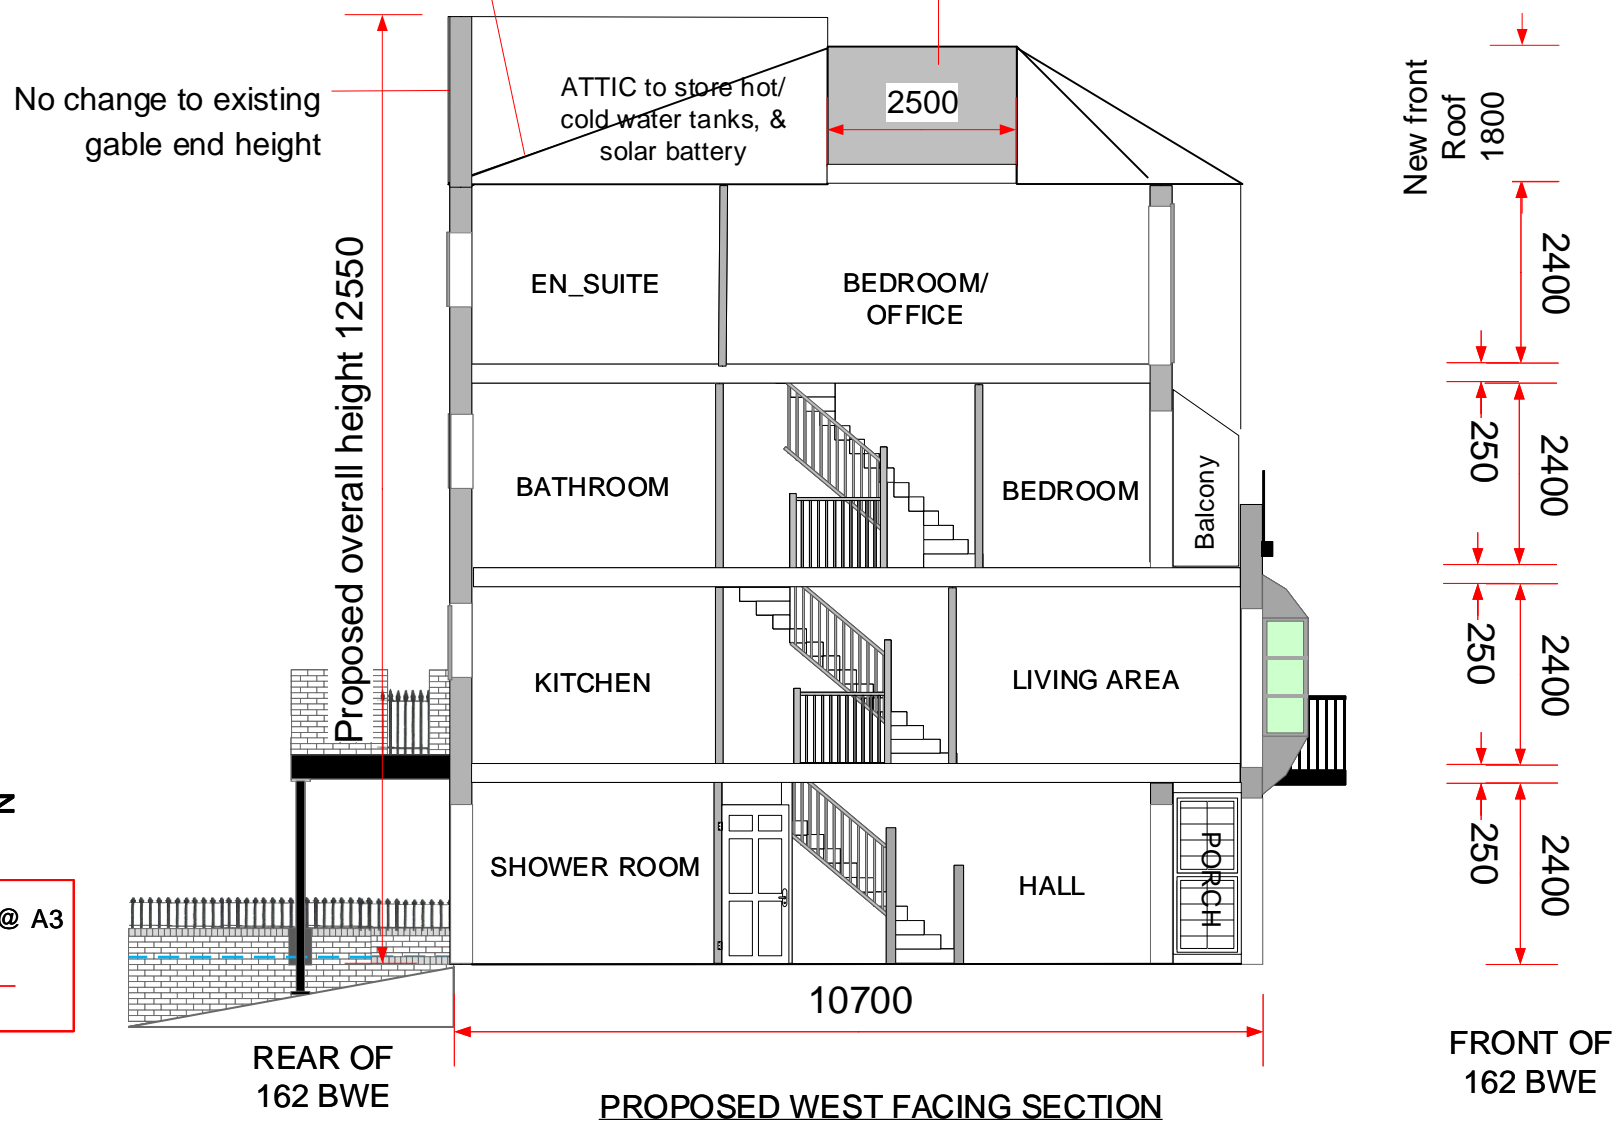 No change to existing
gable end height
ATTIC to store hot/
cold water tanks, &
solar battery
2500
New front
Roof
1800
Proposed overall height 12550
EN_SUITE
BEDROOM/
OFFICE
2400
BATHROOM
BEDROOM
Balcony
250
2400
KITCHEN
LIVING AREA
250
2400
N
@ A3
SHOWER ROOM
HALL
PORCH
250
2400
10700
REAR OF
162 BWE
FRONT OF
162 BWE
PROPOSED WEST FACING SECTION